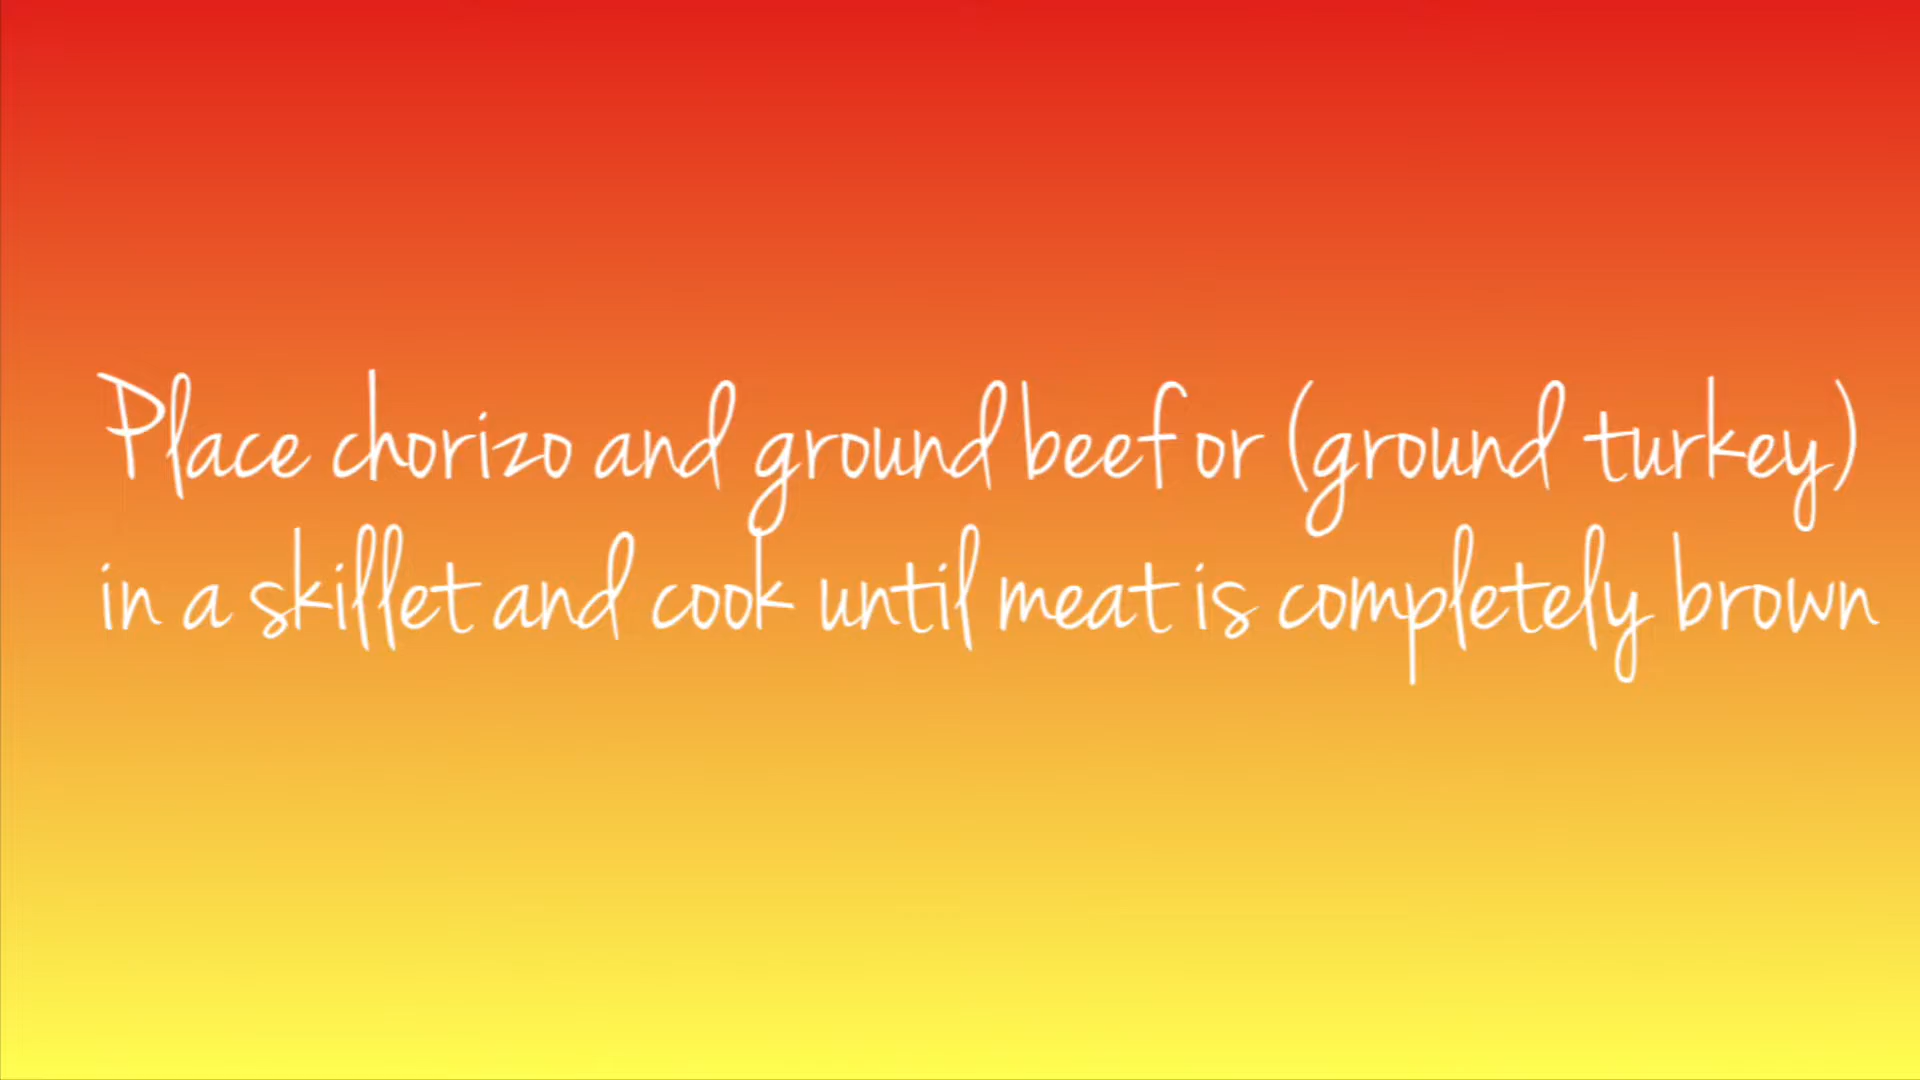 Place chorizo and ground beef or (ground turkey)
in a skillet and cook until meat is completely brown